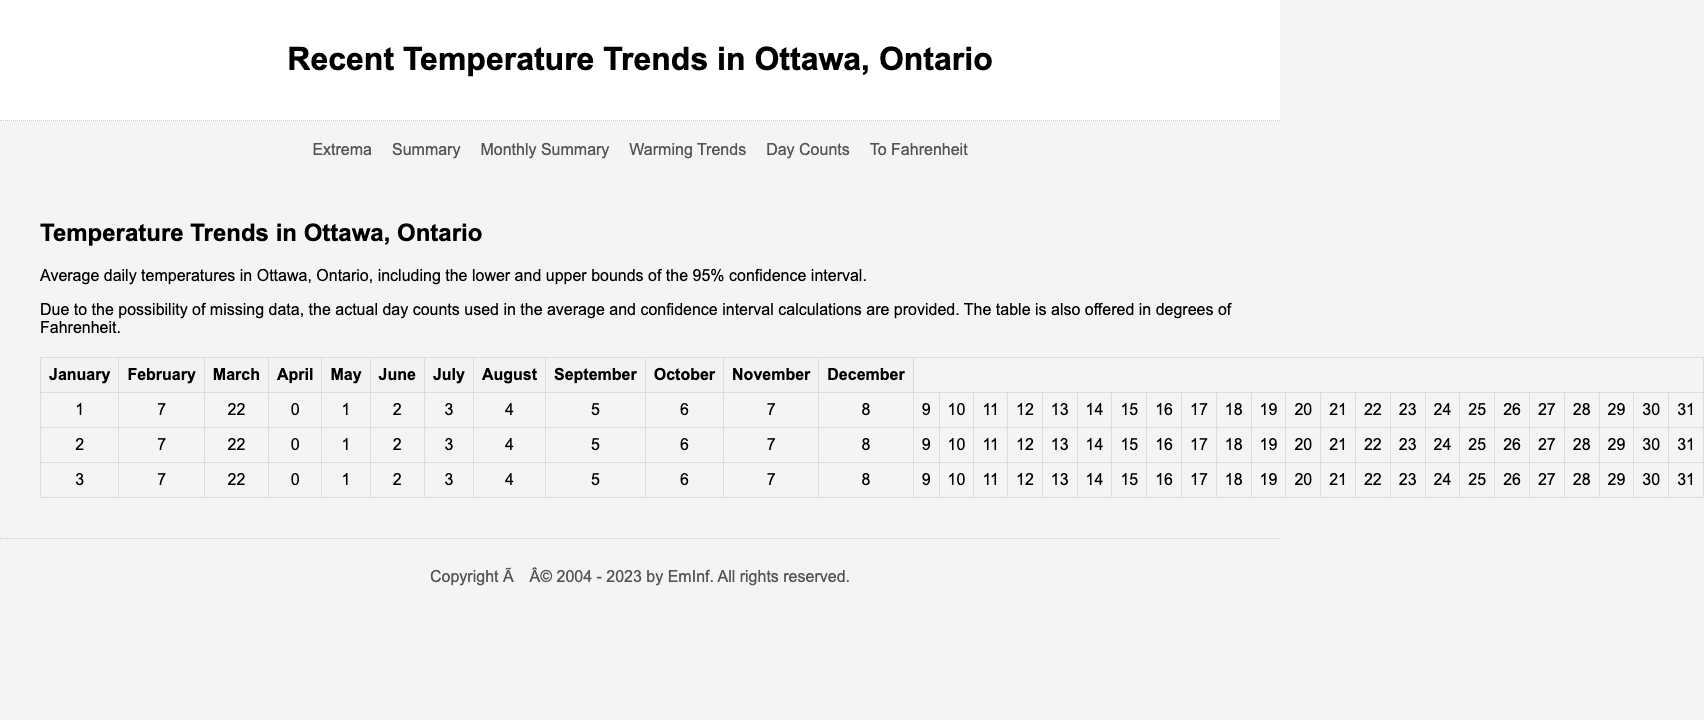 Recent Temperature Trends in Ottawa, Ontario
Extrema Summary Monthly Summary Warming Trends Day Counts To Fahrenheit
Temperature Trends in Ottawa, Ontario
Average daily temperatures in Ottawa, Ontario, including the lower and upper bounds of the 95% confidence interval.
Due to the possibility of missing data, the actual day counts used in the average and confidence interval calculations are provided. The table is also offered in degrees of
Fahrenheit.
January February March April May June July August September October November December
1 7 22 0 1 2 3 4 5 6 7 8 9 10 11 12 13 14 15 16 17 18 19 20 21 22 23 24 25 26 27 28 29 30 31
2 7 22 0 1 2 3 4 5 6 7 8 9 10 11 12 13 14 15 16 17 18 19 20 21 22 23 24 25 26 27 28 29 30 31
3 7 22 0 1 2 3 4 5 6 7 8 9 10 11 12 13 14 15 16 17 18 19 20 21 22 23 24 25 26 27 28 29 30 31
Copyright Ã Â© 2004 - 2023 by EmInf. All rights reserved.